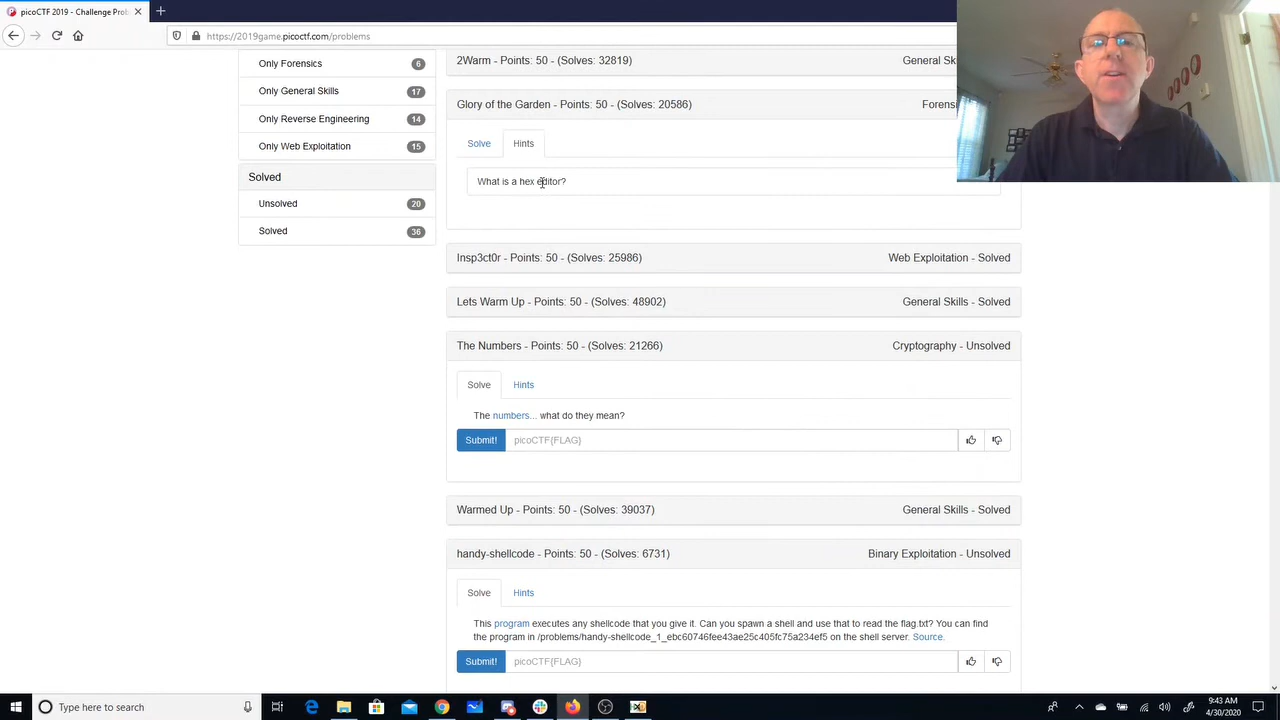 picoCTF 2019 - Challenge Prob
https://2019game.picoctf.com/problems
Only Forensics 6
Only General Skills 17
Only Reverse Engineering 14
Only Web Exploitation 15
Solved
Unsolved 20
Solved 36
2Warm - Points: 50 - (Solves: 32819) General Sk
Glory of the Garden - Points: 50 - (Solves: 20586) Forens
Solve Hints
What is a hex editor?
Insp3ct0r - Points: 50 - (Solves: 25986) Web Exploitation - Solved
Lets Warm Up - Points: 50 - (Solves: 48902) General Skills - Solved
The Numbers - Points: 50 - (Solves: 21266) Cryptography - Unsolved
Solve Hints
The numbers... what do they mean?
Submit! picoCTF{FLAG}
Warmed Up - Points: 50 - (Solves: 39037) General Skills - Solved
handy-shellcode - Points: 50 - (Solves: 6731) Binary Exploitation - Unsolved
Solve Hints
This program executes any shellcode that you give it. Can you spawn a shell and use that to read the flag.txt? You can find
the program in /problems/handy-shellcode_1_ebc60746fee43ae25c405fc75a234ef5 on the shell server. Source.
Submit! picoCTF{FLAG}
Type here to search
9:43 AM
4/30/2020